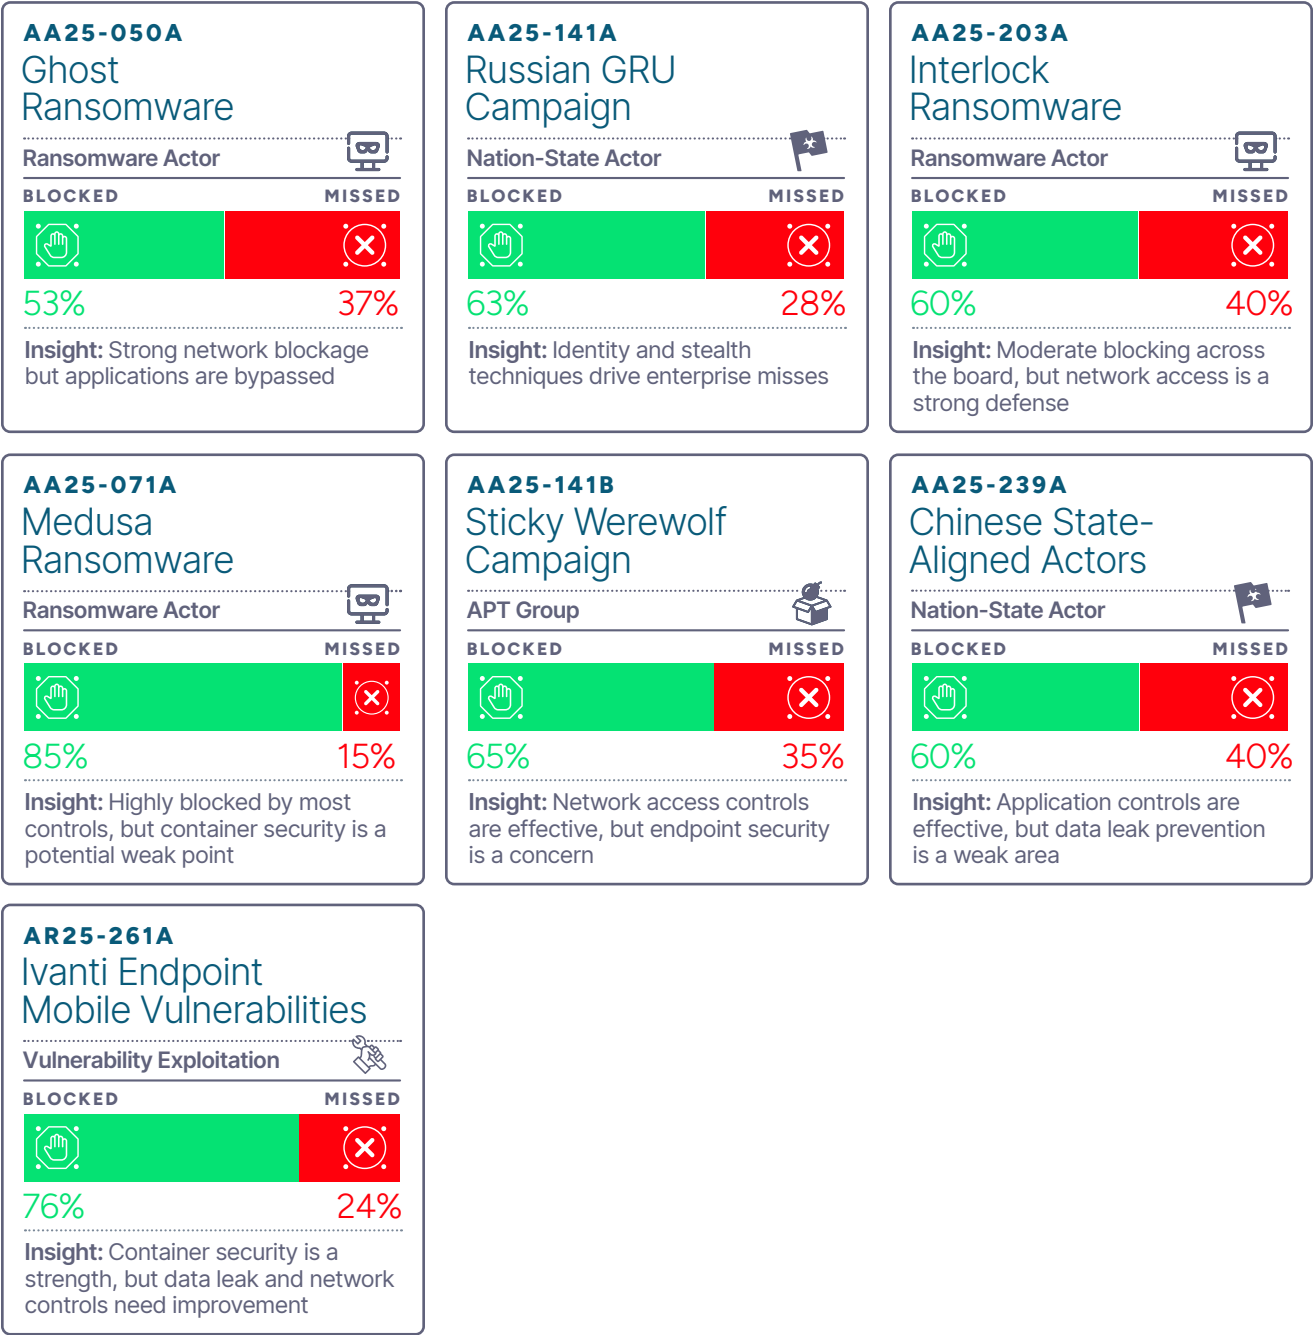 AA25-050A
Ghost
Ransomware
Ransomware Actor
BLOCKED MISSED
53% 37%
Insight: Strong network blockage
but applications are bypassed
AA25-141A
Russian GRU
Campaign
Nation-State Actor
BLOCKED MISSED
63% 28%
Insight: Identity and stealth
techniques drive enterprise misses
AA25-203A
Interlock
Ransomware
Ransomware Actor
BLOCKED MISSED
60% 40%
Insight: Moderate blocking across
the board, but network access is a
strong defense
AA25-071A
Medusa
Ransomware
Ransomware Actor
BLOCKED MISSED
85% 15%
Insight: Highly blocked by most
controls, but container security is a
potential weak point
AA25-141B
Sticky Werewolf
Campaign
APT Group
BLOCKED MISSED
65% 35%
Insight: Network access controls
are effective, but endpoint security
is a concern
AA25-239A
Chinese State-
Aligned Actors
Nation-State Actor
BLOCKED MISSED
60% 40%
Insight: Application controls are
effective, but data leak prevention
is a weak area
AR25-261A
Ivanti Endpoint
Mobile Vulnerabilities
Vulnerability Exploitation
BLOCKED MISSED
76% 24%
Insight: Container security is a
strength, but data leak and network
controls need improvement